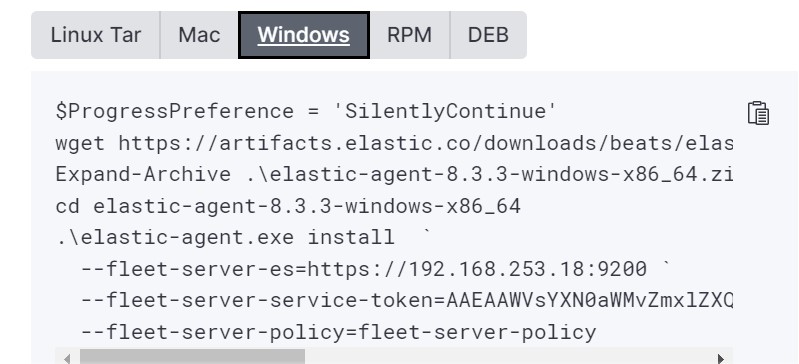 Linux Tar Mac Windows RPM DEB
$ProgressPreference = 'SilentlyContinue'
wget https://artifacts.elastic.co/downloads/beats/elas
Expand-Archive .\elastic-agent-8.3.3-windows-x86_64.zi
cd elastic-agent-8.3.3-windows-x86_64
.\elastic-agent.exe install  `
  --fleet-server-es=https://192.168.253.18:9200 `
  --fleet-server-service-token=AAEAAWVsYXN0aWMvZmxlZXQ
  --fleet-server-policy=fleet-server-policy